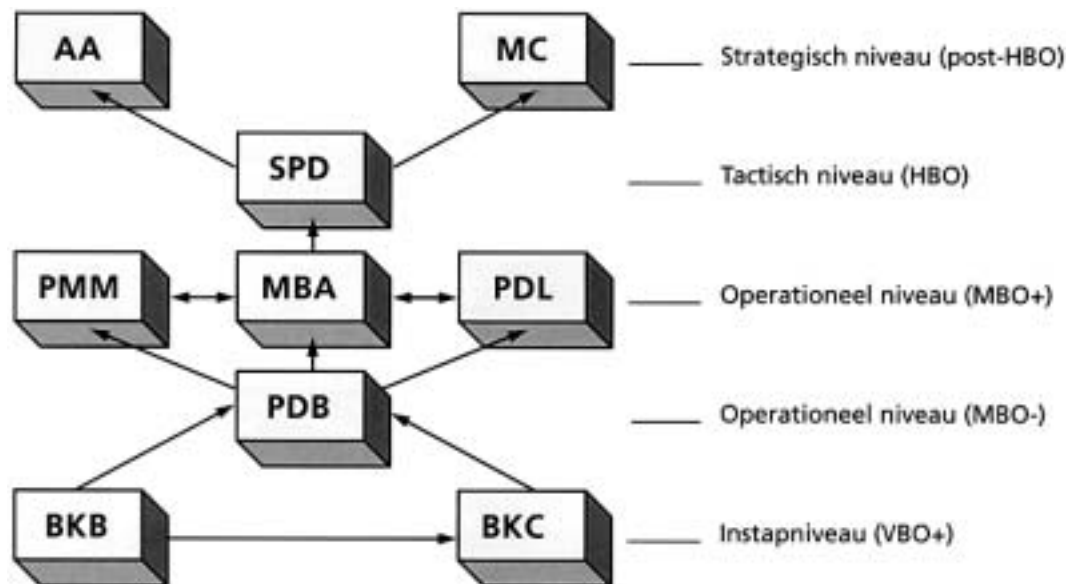 AA
MC
Strategisch niveau (post-HBO)
SPD
Tactisch niveau (HBO)
PMM
MBA
PDL
Operationeel niveau (MBO+)
PDB
Operationeel niveau (MBO-)
BKB
BKC
Instapniveau (VBO+)